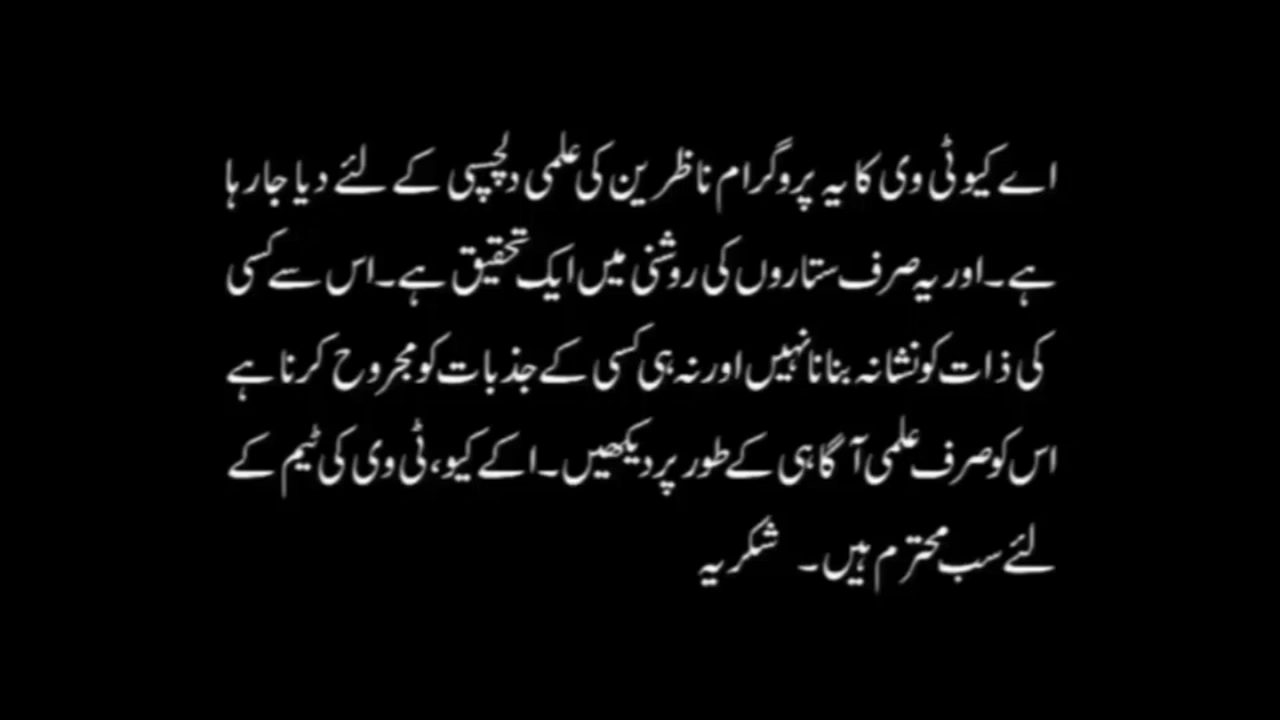 اے کیو ٹی وی کا یہ پروگرام ناظرین کی علمی دلچسپی کے لئے دیا جا رہا
ہے۔ اور یہ صرف ستاروں کی روشنی میں ایک تحقیق ہے۔ اس سے کسی
کی ذات کو نشانہ بنانا نہیں اور نہ ہی کسی کے جذبات کو مجروح کرنا ہے
اس کو صرف علمی آگاہی کے طور پر دیکھیں۔ اکے کیو، ٹی وی کی ٹیم کے
لئے سب محترم ہیں۔ شکریہ